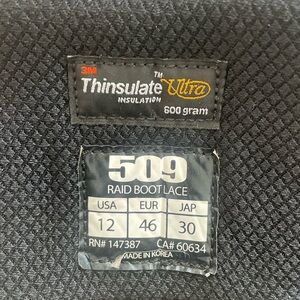 3M
Thinsulate™ Ultra
INSULATION
600 gram
509
RAID BOOT LACE
USA EUR JAP
12 46 30
RN# 147387 CA# 60634
MADE IN KOREA